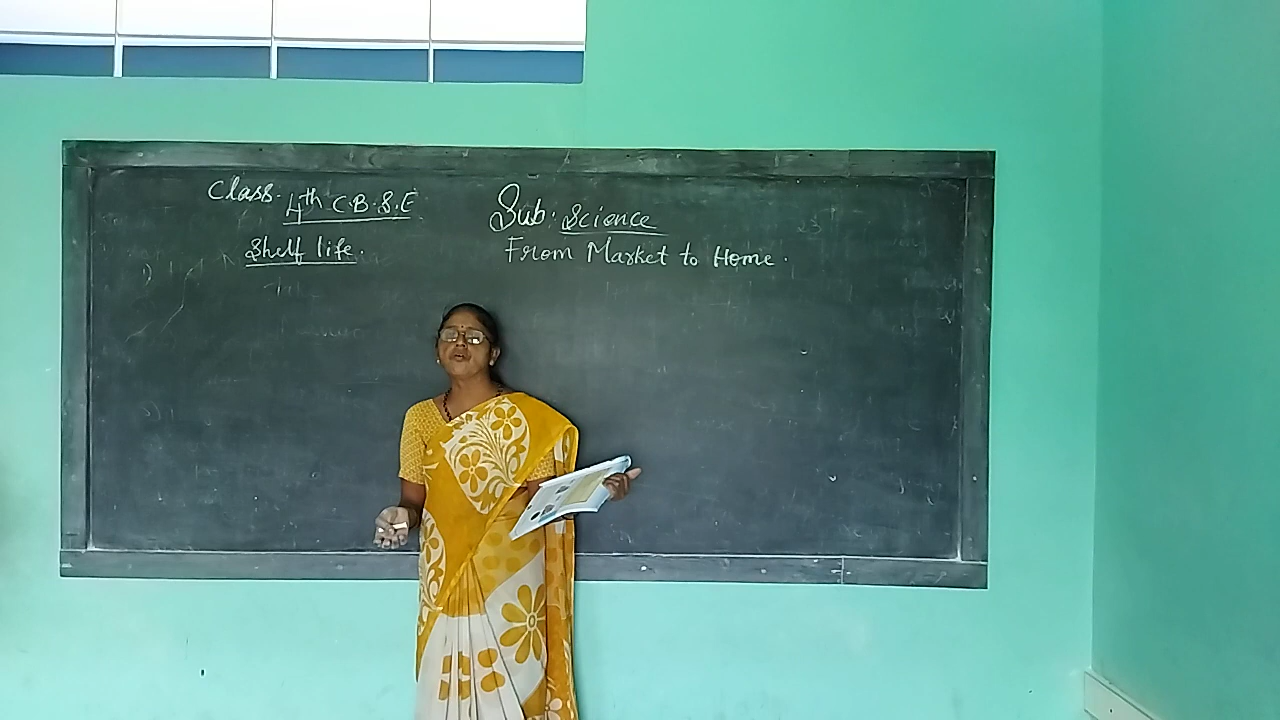 Class. 4th C.B.S.E
Shelf life.
Sub: Science
From Market to Home.